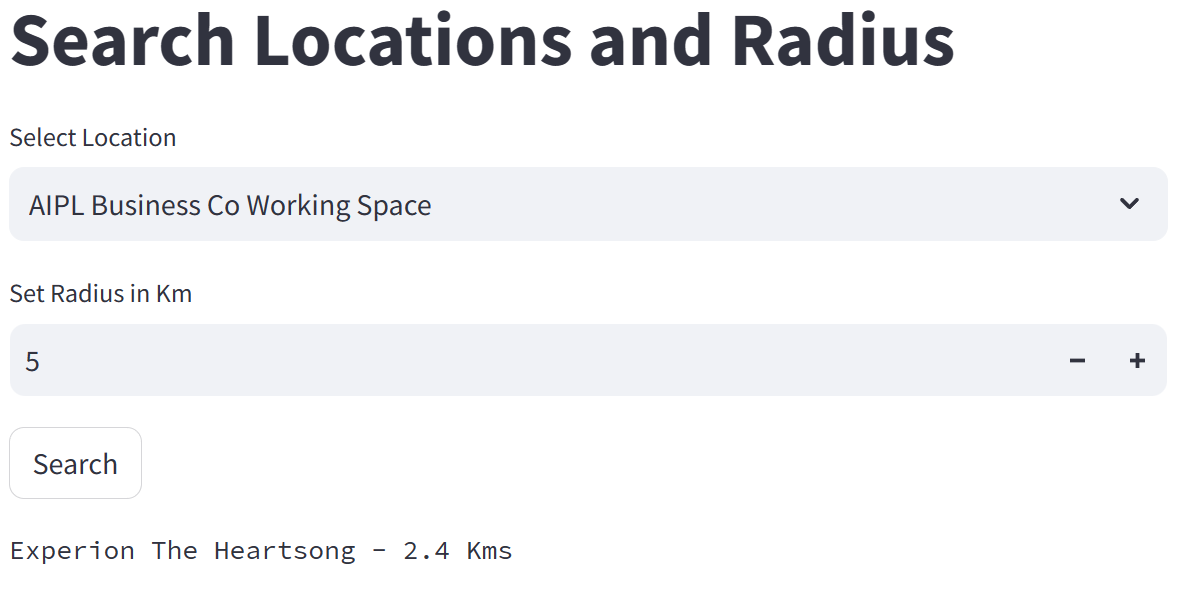 Search Locations and Radius
Select Location
AIPL Business Co Working Space
Set Radius in Km
5
Search
Experion The Heartsong - 2.4 Kms